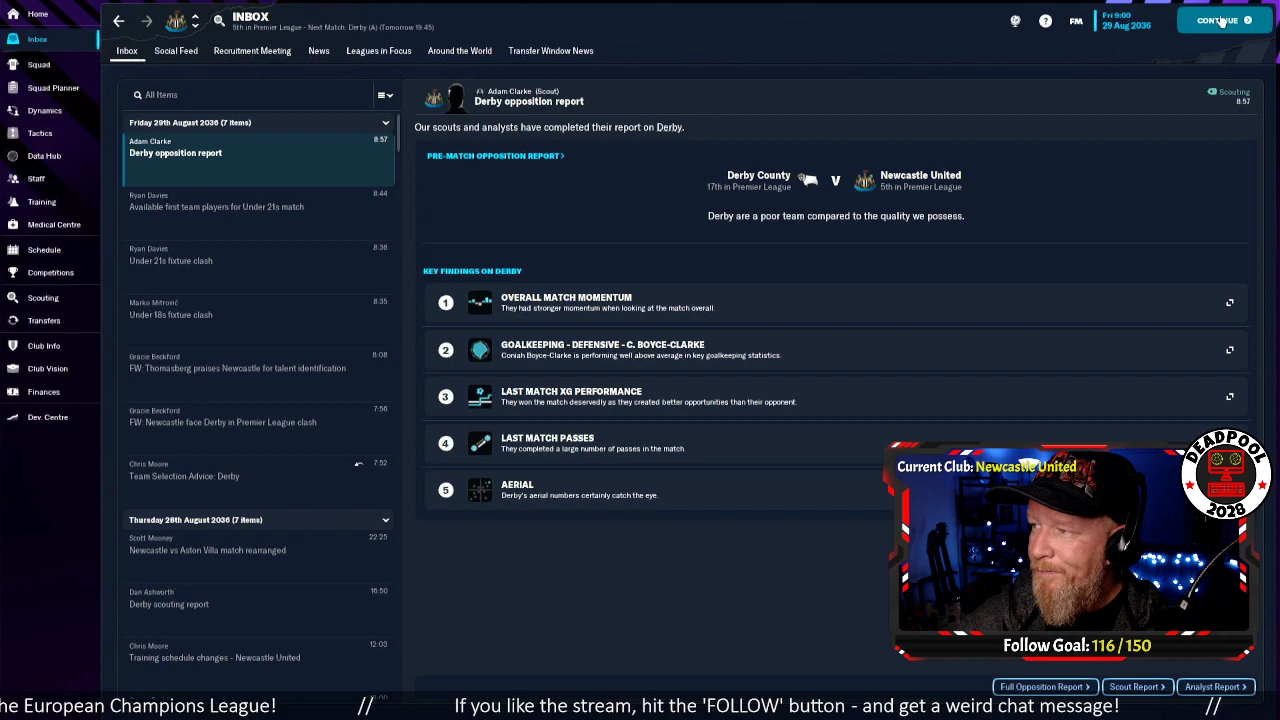 Home
Inbox
Squad
Squad Planner
Dynamics
Tactics
Data Hub
Staff
Training
Medical Centre
Schedule
Competitions
Scouting
Transfers
Club Info
Club Vision
Finances
Dev. Centre
INBOX
5th in Premier League - Next Match: Derby (A) (Tomorrow 19:45)
FM
Fri 9:00
29 Aug 2036
CONTINUE
Inbox
Social Feed
Recruitment Meeting
News
Leagues in Focus
Around the World
Transfer Window News
All Items
Friday 29th August 2036 (7 items)
Adam Clarke 8:57
Derby opposition report
Ryan Davies 8:44
Available first team players for Under 21s match
Ryan Davies 8:36
Under 21s fixture clash
Marko Mitrović 8:35
Under 18s fixture clash
Gracie Beckford 8:08
FW: Thomasberg praises Newcastle for talent identification
Gracie Beckford 7:56
FW: Newcastle face Derby in Premier League clash
Chris Moore 7:52
Team Selection Advice: Derby
Thursday 28th August 2036 (7 items)
Scott Mooney 22:25
Newcastle vs Aston Villa match rearranged
Dan Ashworth 16:50
Derby scouting report
Chris Moore 12:03
Training schedule changes - Newcastle United
Adam Clarke (Scout)
Derby opposition report
Scouting
8:57
Our scouts and analysts have completed their report on Derby.
PRE-MATCH OPPOSITION REPORT >
Derby County
17th in Premier League
V
Newcastle United
5th in Premier League
Derby are a poor team compared to the quality we possess.
KEY FINDINGS ON DERBY
1 OVERALL MATCH MOMENTUM
They had stronger momentum when looking at the match overall.
2 GOALKEEPING - DEFENSIVE - C. BOYCE-CLARKE
Coniah Boyce-Clarke is performing well above average in key goalkeeping statistics.
3 LAST MATCH XG PERFORMANCE
They won the match deservedly as they created better opportunities than their opponent.
4 LAST MATCH PASSES
They completed a large number of passes in the match.
5 AERIAL
Derby's aerial numbers certainly catch the eye.
Current Club: Newcastle United
DEADPOOL
2028
Follow Goal: 116 / 150
Full Opposition Report >
Scout Report >
Analyst Report >
he European Champions League! // If you like the stream, hit the 'FOLLOW' button - and get a weird chat message! //